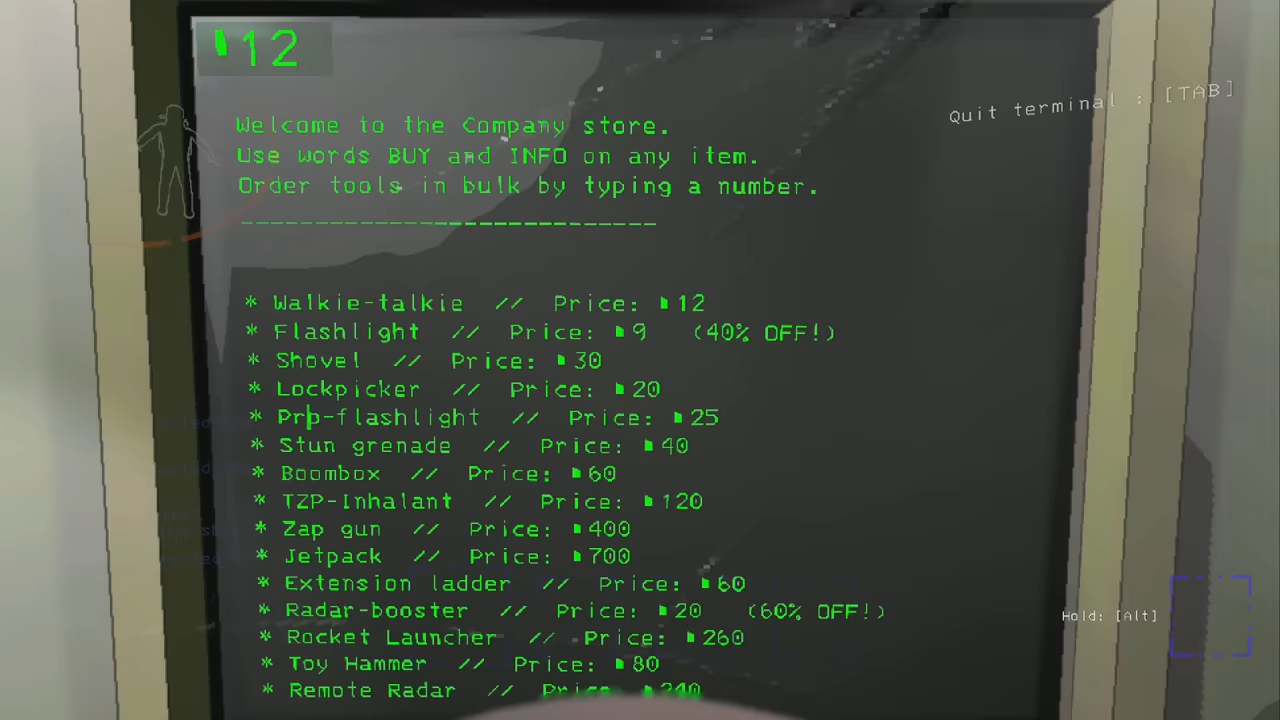 ▮12
Quit terminal : [TAB]
Welcome to the Company store.
Use words BUY and INFO on any item.
Order tools in bulk by typing a number.
----------------------------
* Walkie-talkie // Price: ▮12
* Flashlight // Price: ▮9 (40% OFF!)
* Shovel // Price: ▮30
* Lockpicker // Price: ▮20
* Pro-flashlight // Price: ▮25
* Stun grenade // Price: ▮40
* Boombox // Price: ▮60
* TZP-Inhalant // Price: ▮120
* Zap gun // Price: ▮400
* Jetpack // Price: ▮700
* Extension ladder // Price: ▮60
* Radar-booster // Price: ▮20 (60% OFF!)
Hold: [Alt]
* Rocket Launcher // Price: ▮260
* Toy Hammer // Price: ▮80
* Remote Radar // Price ▮240